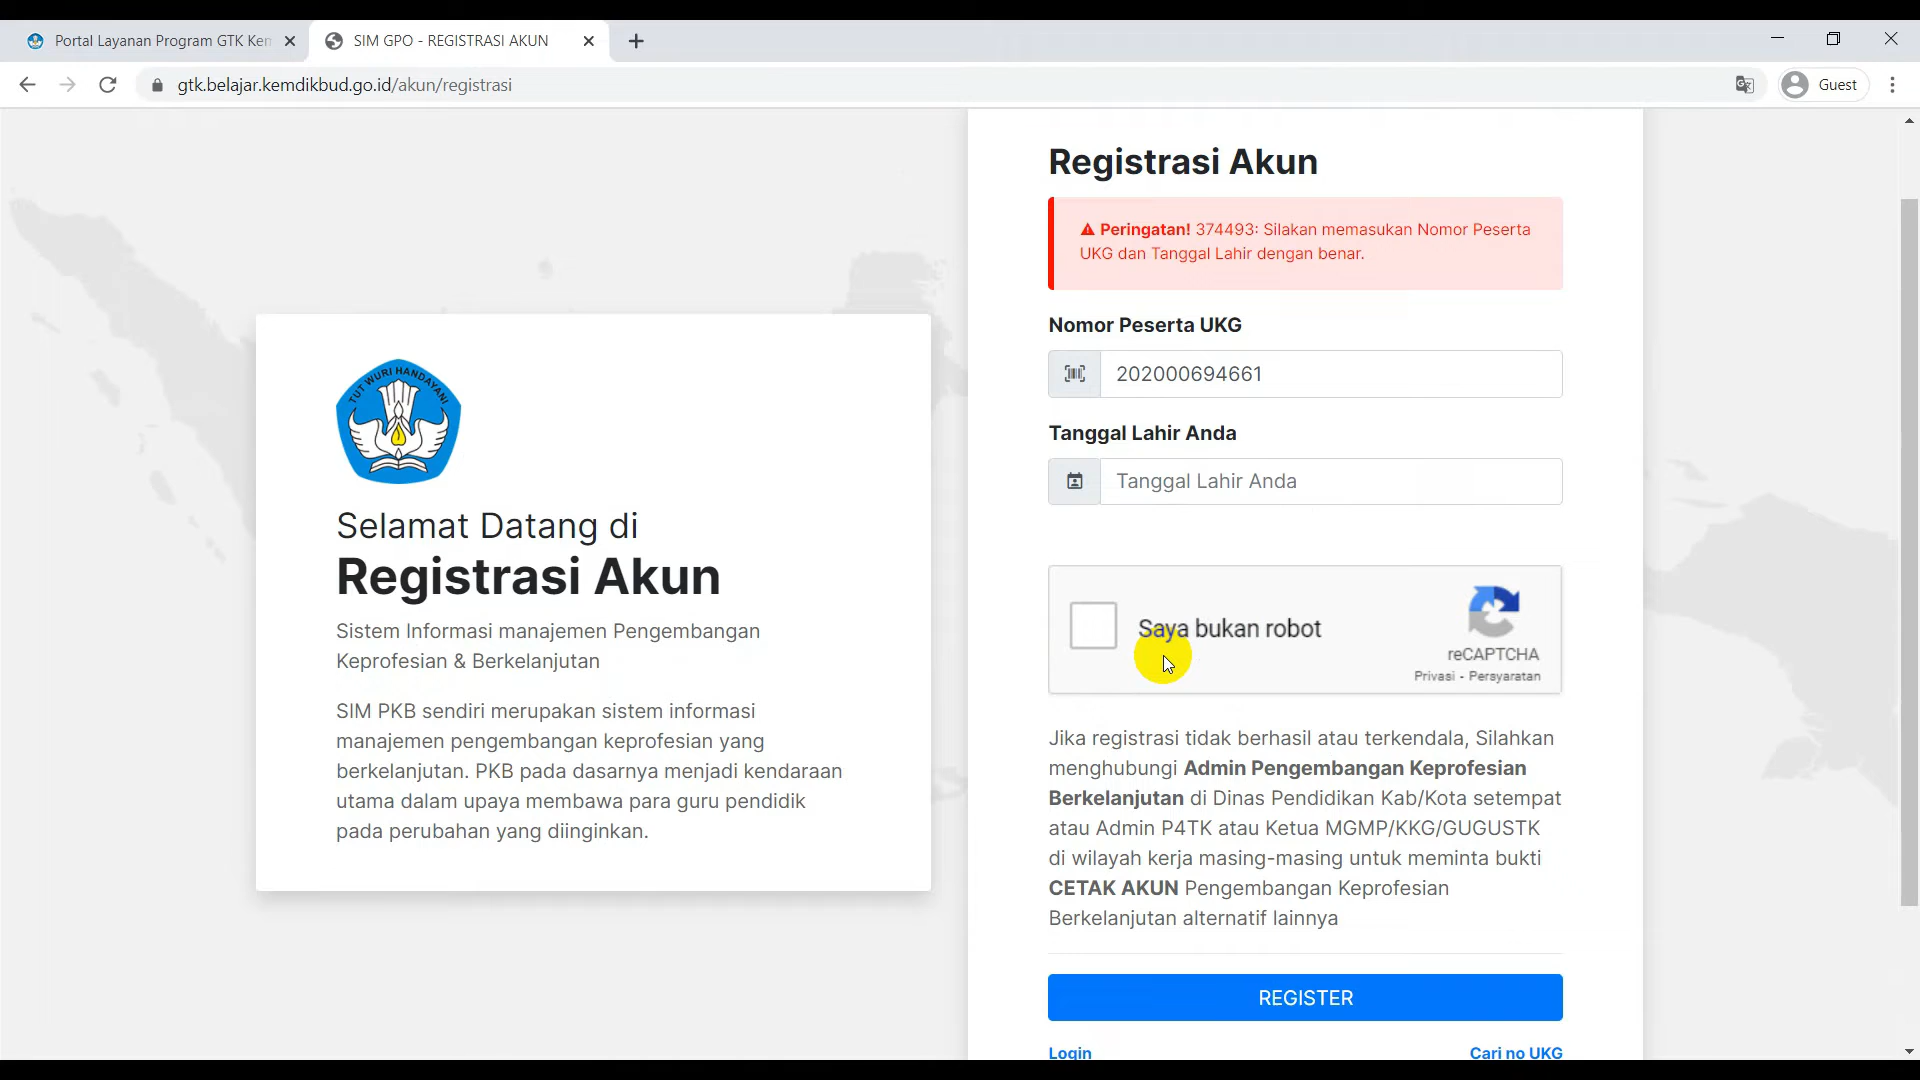 Portal Layanan Program GTK Kem
SIM GPO - REGISTRASI AKUN
gtk.belajar.kemdikbud.go.id/akun/registrasi
Guest
TUT WURI HANDAYANI
Selamat Datang di
Registrasi Akun
Sistem Informasi manajemen Pengembangan
Keprofesian & Berkelanjutan
SIM PKB sendiri merupakan sistem informasi
manajemen pengembangan keprofesian yang
berkelanjutan. PKB pada dasarnya menjadi kendaraan
utama dalam upaya membawa para guru pendidik
pada perubahan yang diinginkan.
Registrasi Akun
Peringatan! 374493: Silakan memasukan Nomor Peserta
UKG dan Tanggal Lahir dengan benar.
Nomor Peserta UKG
202000694661
Tanggal Lahir Anda
Tanggal Lahir Anda
Saya bukan robot
reCAPTCHA
Privasi - Persyaratan
Jika registrasi tidak berhasil atau terkendala, Silahkan
menghubungi Admin Pengembangan Keprofesian
Berkelanjutan di Dinas Pendidikan Kab/Kota setempat
atau Admin P4TK atau Ketua MGMP/KKG/GUGUSTK
di wilayah kerja masing-masing untuk meminta bukti
CETAK AKUN Pengembangan Keprofesian
Berkelanjutan alternatif lainnya
REGISTER
Login
Cari no UKG